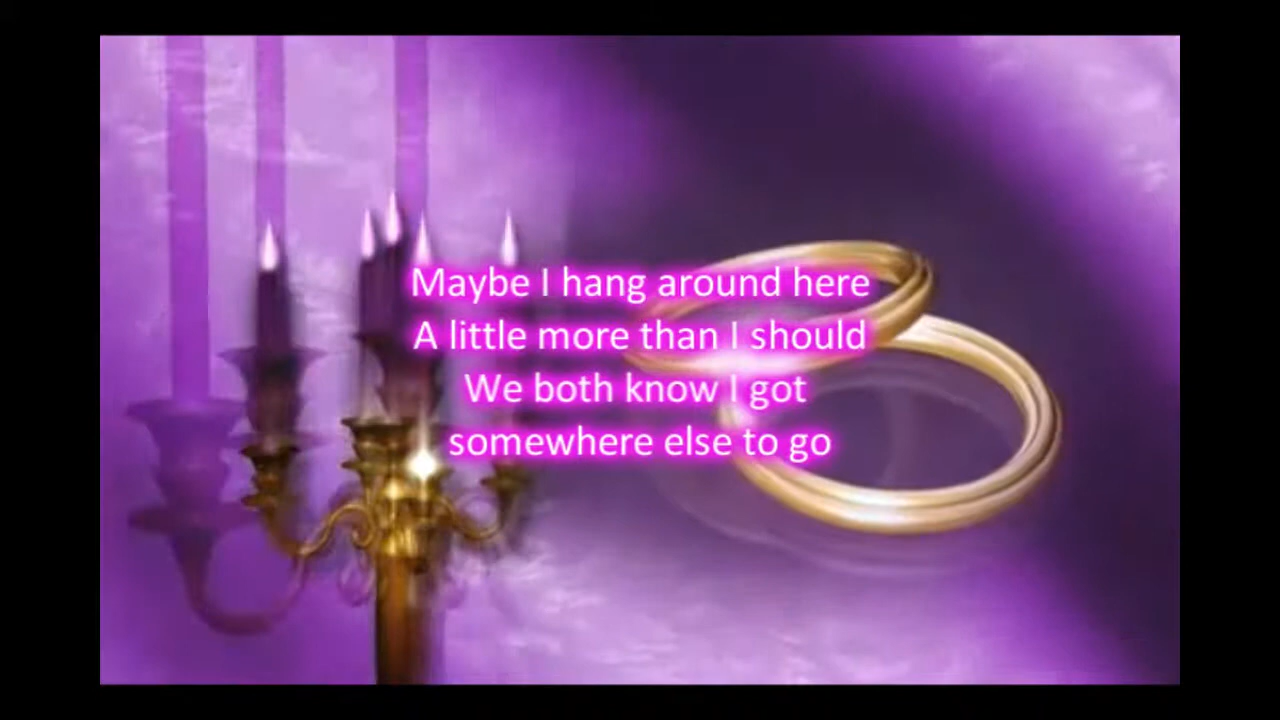 Maybe I hang around here
A little more than I should
We both know I got
somewhere else to go